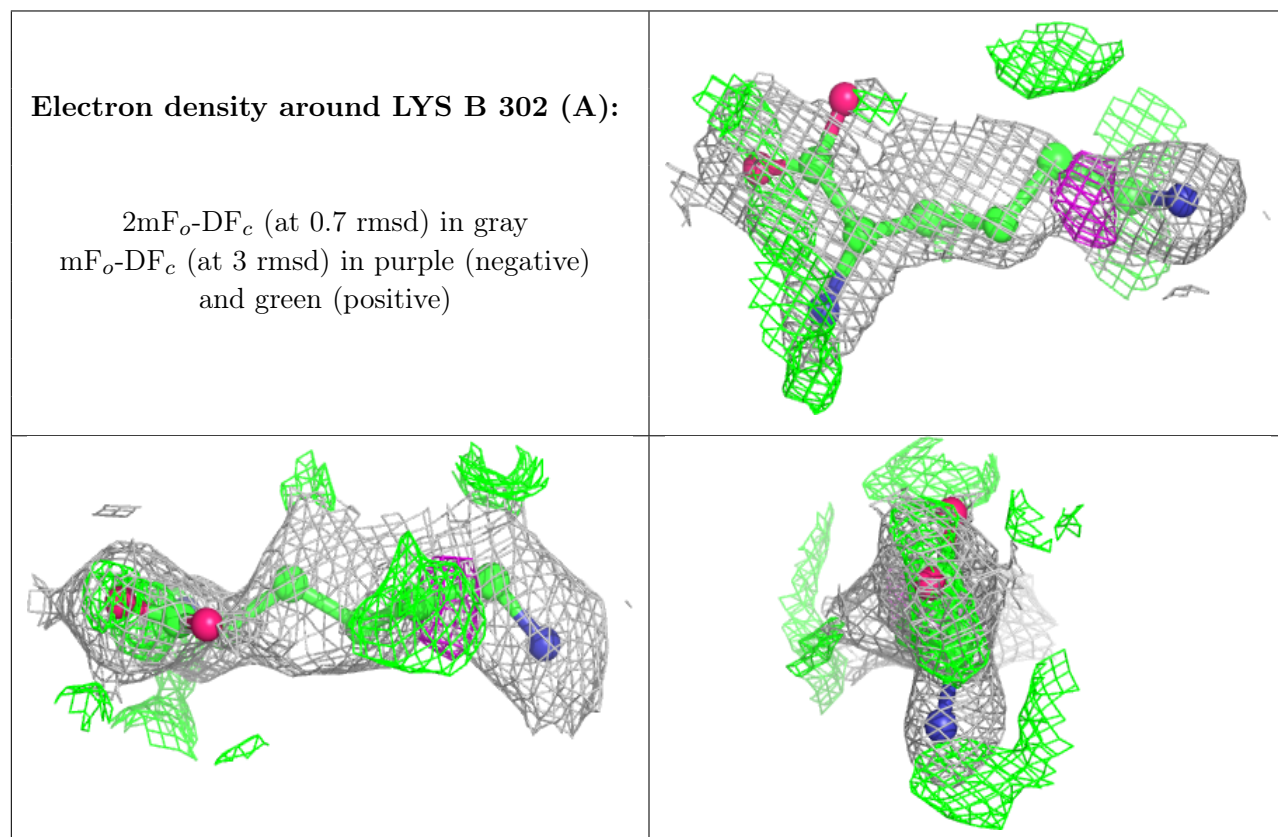 Electron density around LYS B 302 (A):
2mFₒ-DF𝒸 (at 0.7 rmsd) in gray
mFₒ-DF𝒸 (at 3 rmsd) in purple (negative)
and green (positive)